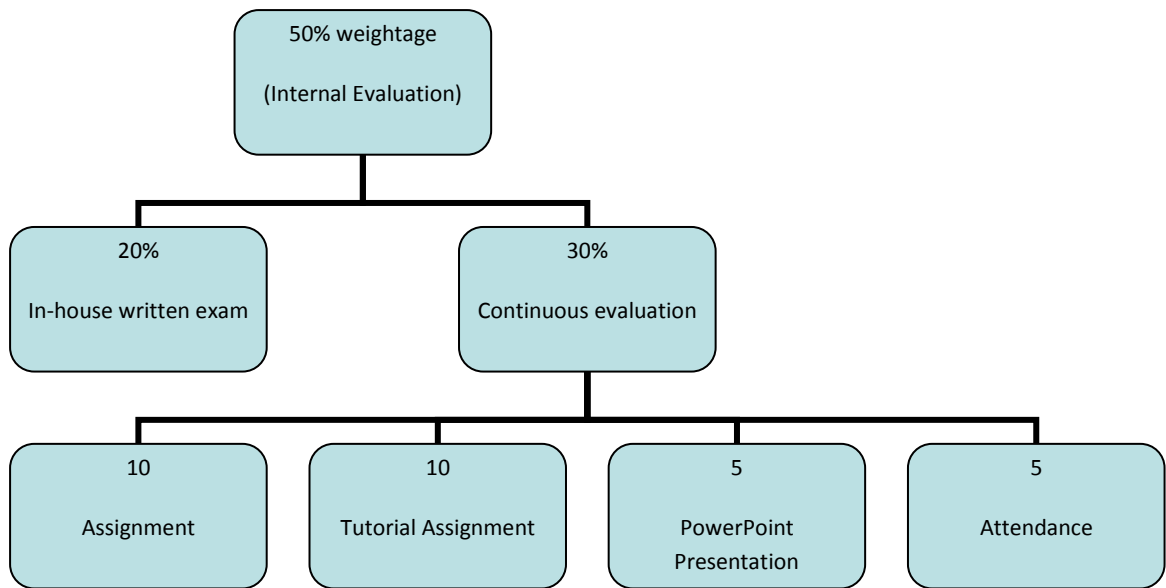 50% weightage
(Internal Evaluation)
20%
In-house written exam
30%
Continuous evaluation
10
Assignment
10
Tutorial Assignment
5
PowerPoint
Presentation
5
Attendance